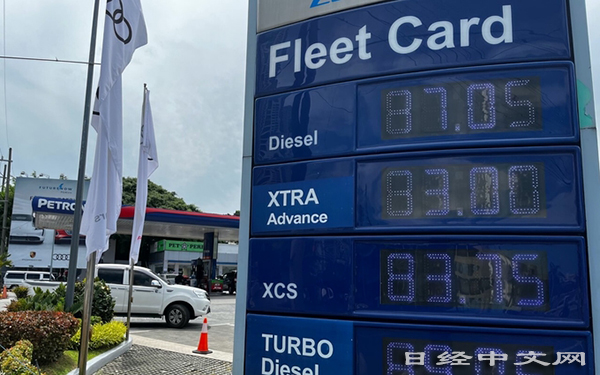 Fleet Card
Diesel 87.05
XTRA
Advance 83.00
XCS 83.75
TURBO
Diesel
PETRO
日经中文网